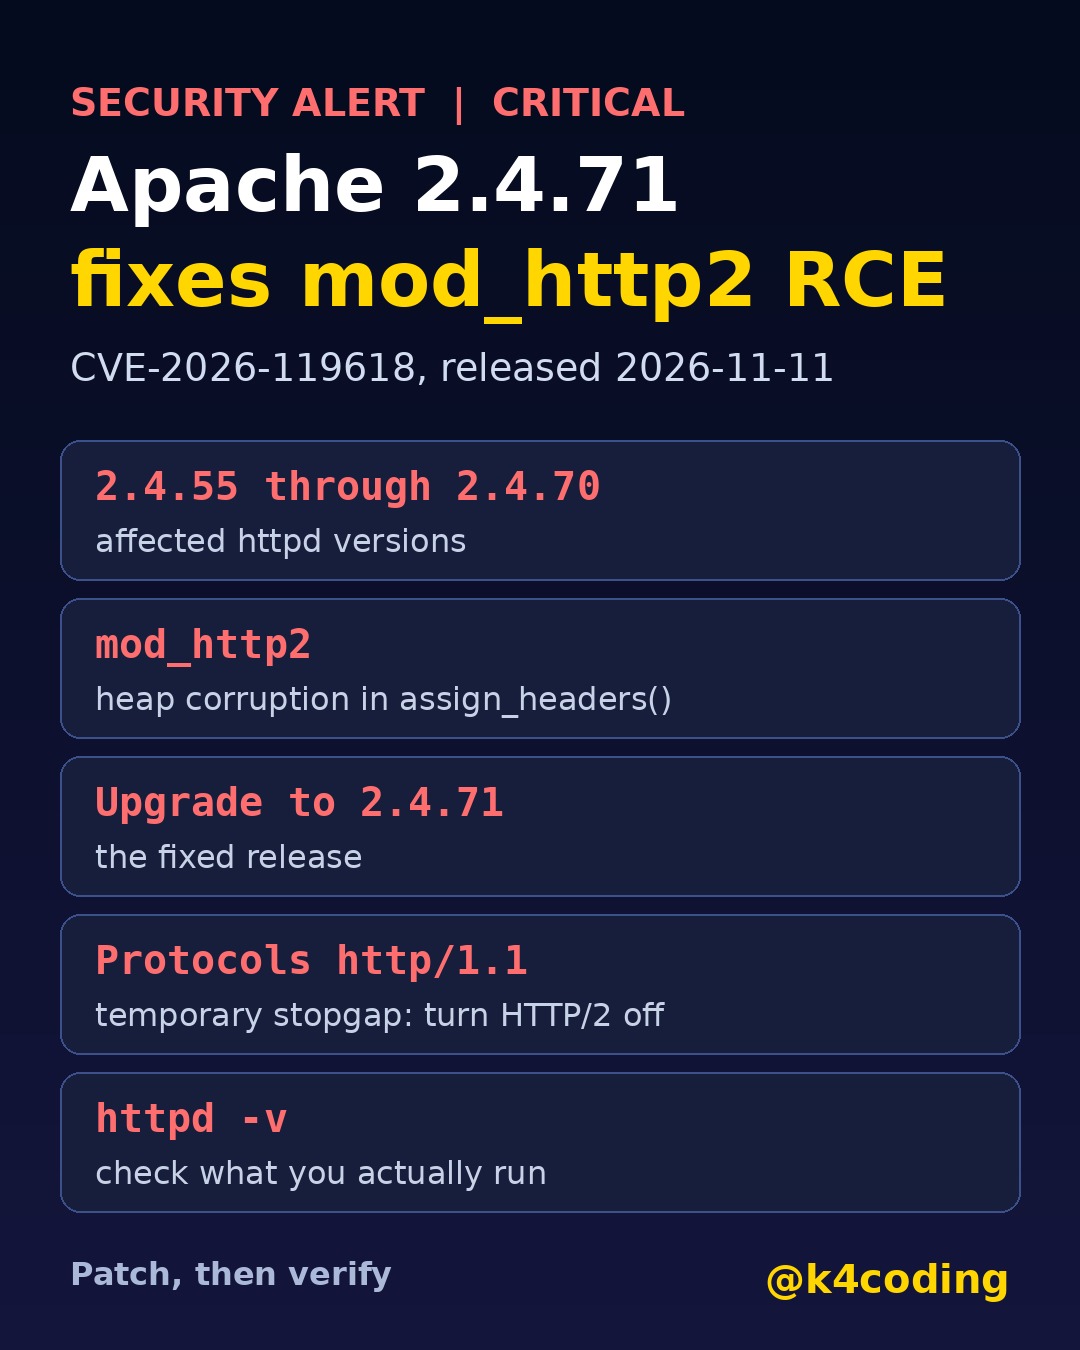 SECURITY ALERT | CRITICAL
Apache 2.4.71
fixes mod_http2 RCE
CVE-2026-119618, released 2026-11-11
2.4.55 through 2.4.70
affected httpd versions
mod_http2
heap corruption in assign_headers()
Upgrade to 2.4.71
the fixed release
Protocols http/1.1
temporary stopgap: turn HTTP/2 off
httpd -v
check what you actually run
Patch, then verify
@k4coding